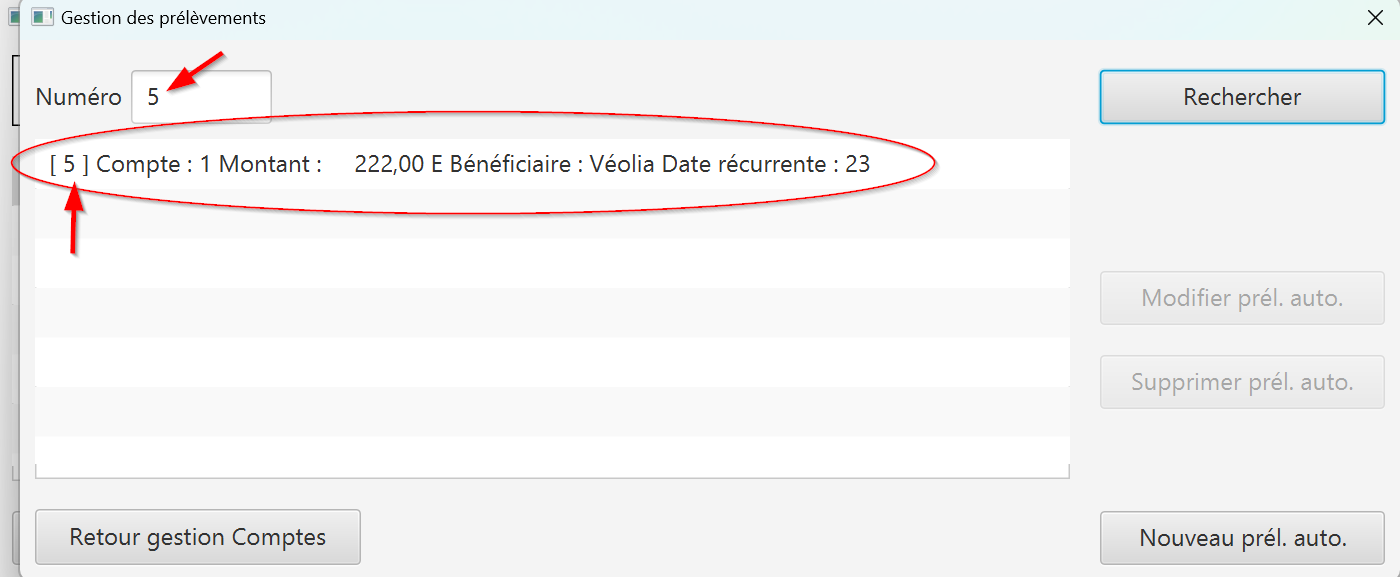 Gestion des prélèvements
Numéro 5
Rechercher
[ 5 ] Compte : 1 Montant : 222,00 E Bénéficiaire : Véolia Date récurrente : 23
Modifier prél. auto.
Supprimer prél. auto.
Retour gestion Comptes
Nouveau prél. auto.